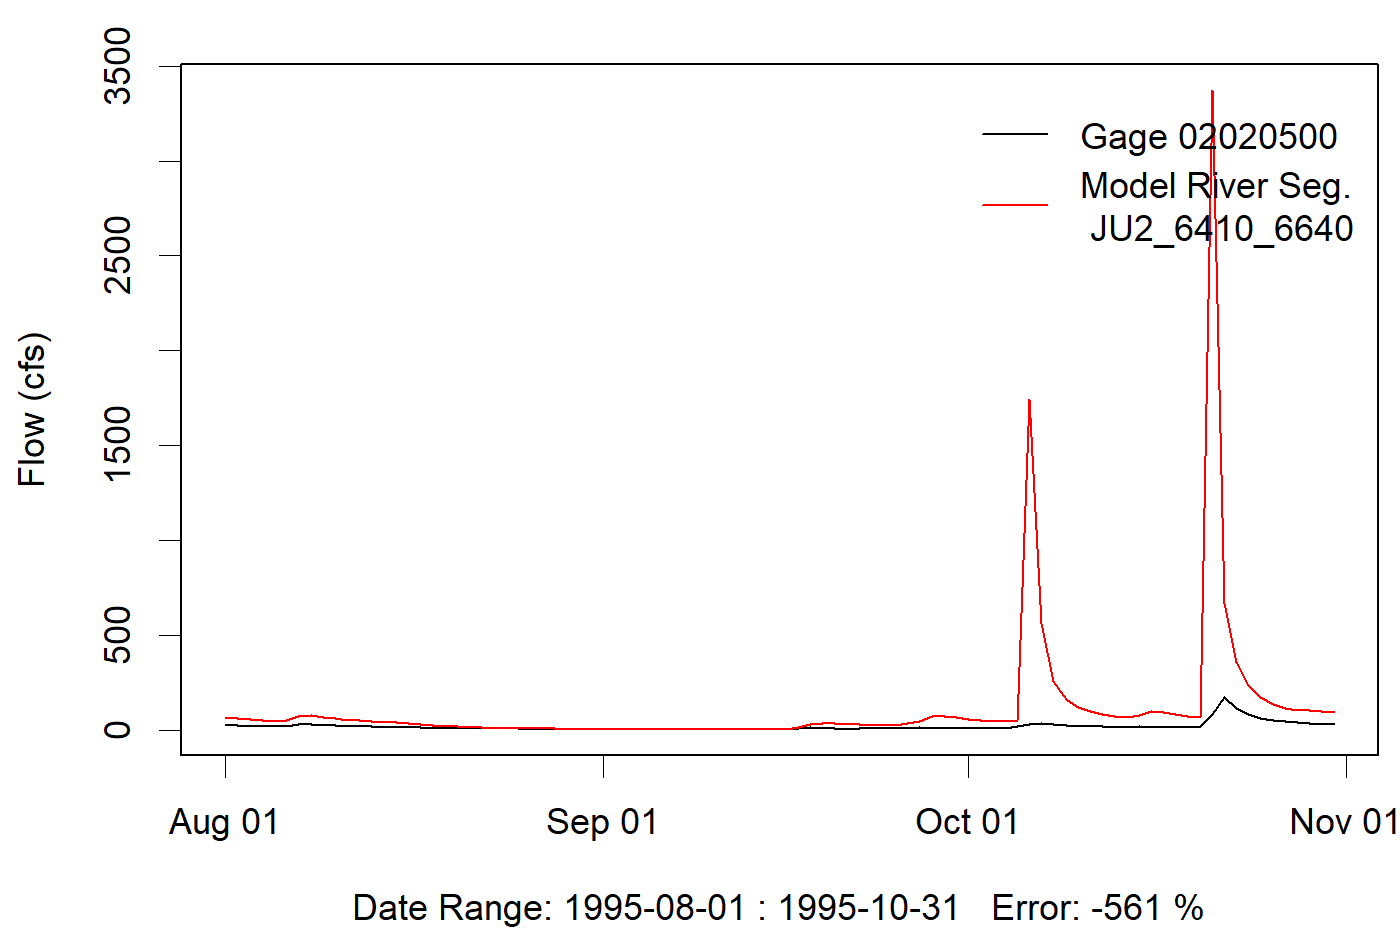 3500
2500
1500
500
0
Flow (cfs)
Gage 02020500
Model River Seg.
JU2_6410_6640
Aug 01
Sep 01
Oct 01
Nov 01
Date Range: 1995-08-01 : 1995-10-31   Error: -561 %